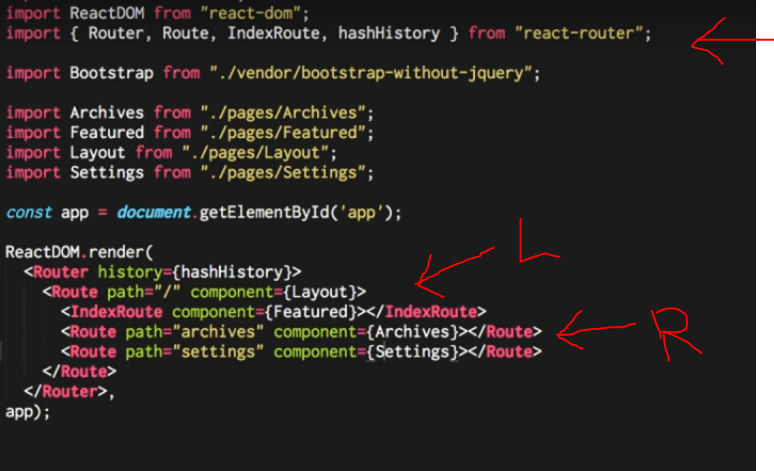 import ReactDOM from "react-dom";
import { Router, Route, IndexRoute, hashHistory } from "react-router";
import Bootstrap from "./vendor/bootstrap-without-jquery";
import Archives from "./pages/Archives";
import Featured from "./pages/Featured";
import Layout from "./pages/Layout";
import Settings from "./pages/Settings";
const app = document.getElementById('app');
ReactDOM.render(
<Router history={hashHistory}>
<Route path="/" component={Layout}>
L
<IndexRoute component={Featured}></IndexRoute>
<Route path="archives" component={Archives}></Route>
R
<Route path="settings" component={Settings}></Route>
</Route>
</Router>,
app);